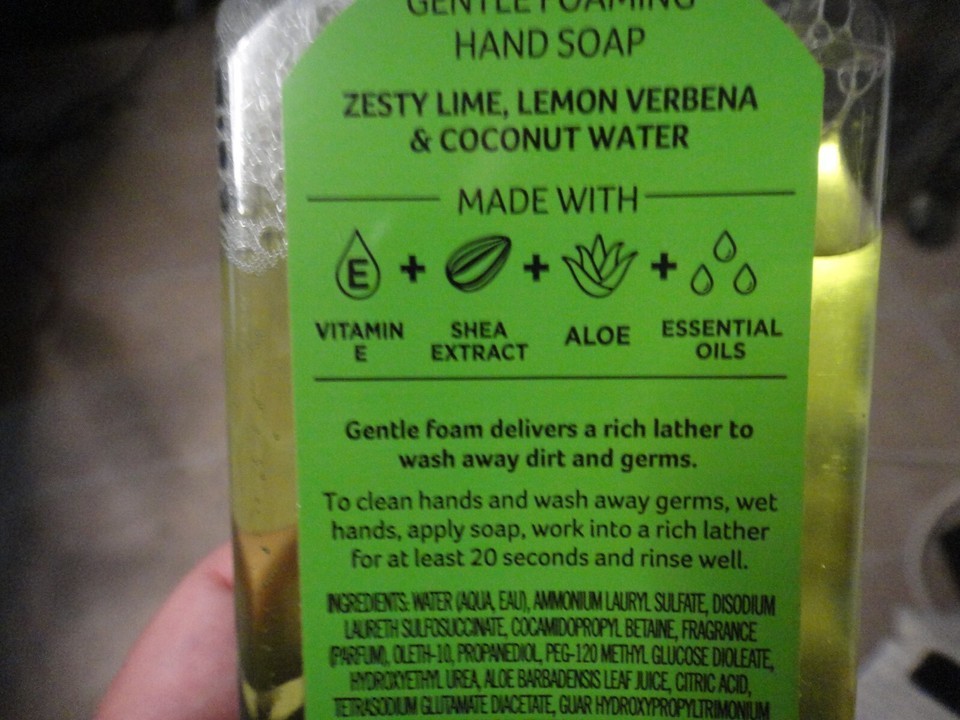 GENTLE FOAMING
HAND SOAP
ZESTY LIME, LEMON VERBENA
& COCONUT WATER
MADE WITH
E + + +
VITAMIN E SHEA EXTRACT ALOE ESSENTIAL OILS
Gentle foam delivers a rich lather to
wash away dirt and germs.
To clean hands and wash away germs, wet
hands, apply soap, work into a rich lather
for at least 20 seconds and rinse well.
INGREDIENTS: WATER (AQUA, EAU), AMMONIUM LAURYL SULFATE, DISODIUM
LAURETH SULFOSUCCINATE, COCAMIDOPROPYL BETAINE, FRAGRANCE
(PARFUM), OLETH-10, PROPANEDIOL, PEG-120 METHYL GLUCOSE DIOLEATE,
HYDROXYETHYL UREA, ALOE BARBADENSIS LEAF JUICE, CITRIC ACID,
TETRASODIUM GLUTAMATE DIACETATE, GUAR HYDROXYPROPYLTRIMONIUM